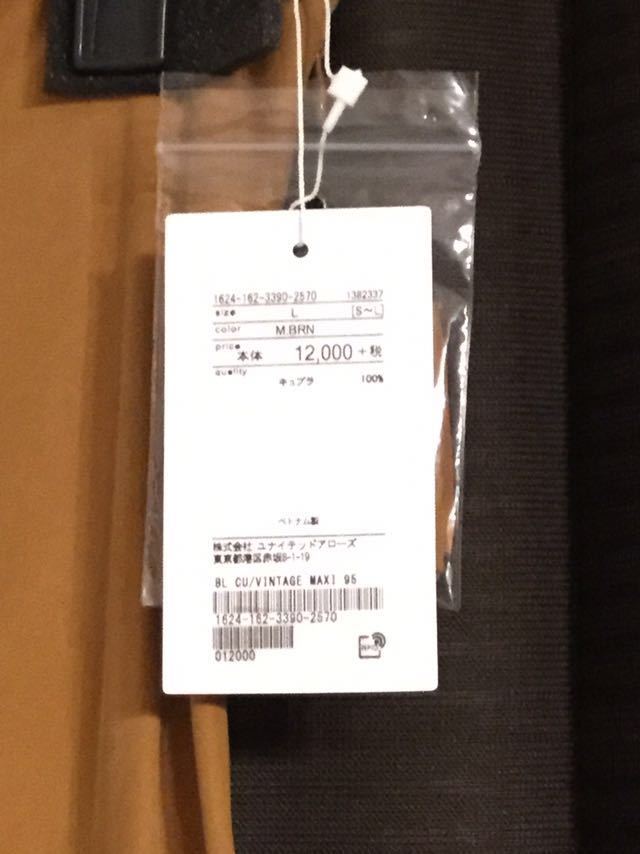 1624-162-3390-2570 1382337
size L [S～L]
color M.BRN
price 本体 12,000 +税
quality
キュプラ 100%
ベトナム製
株式会社 ユナイテッドアローズ
東京都港区赤坂8-1-19
BL CU/VINTAGE MAXI 95
1624-162-3390-2570
012000